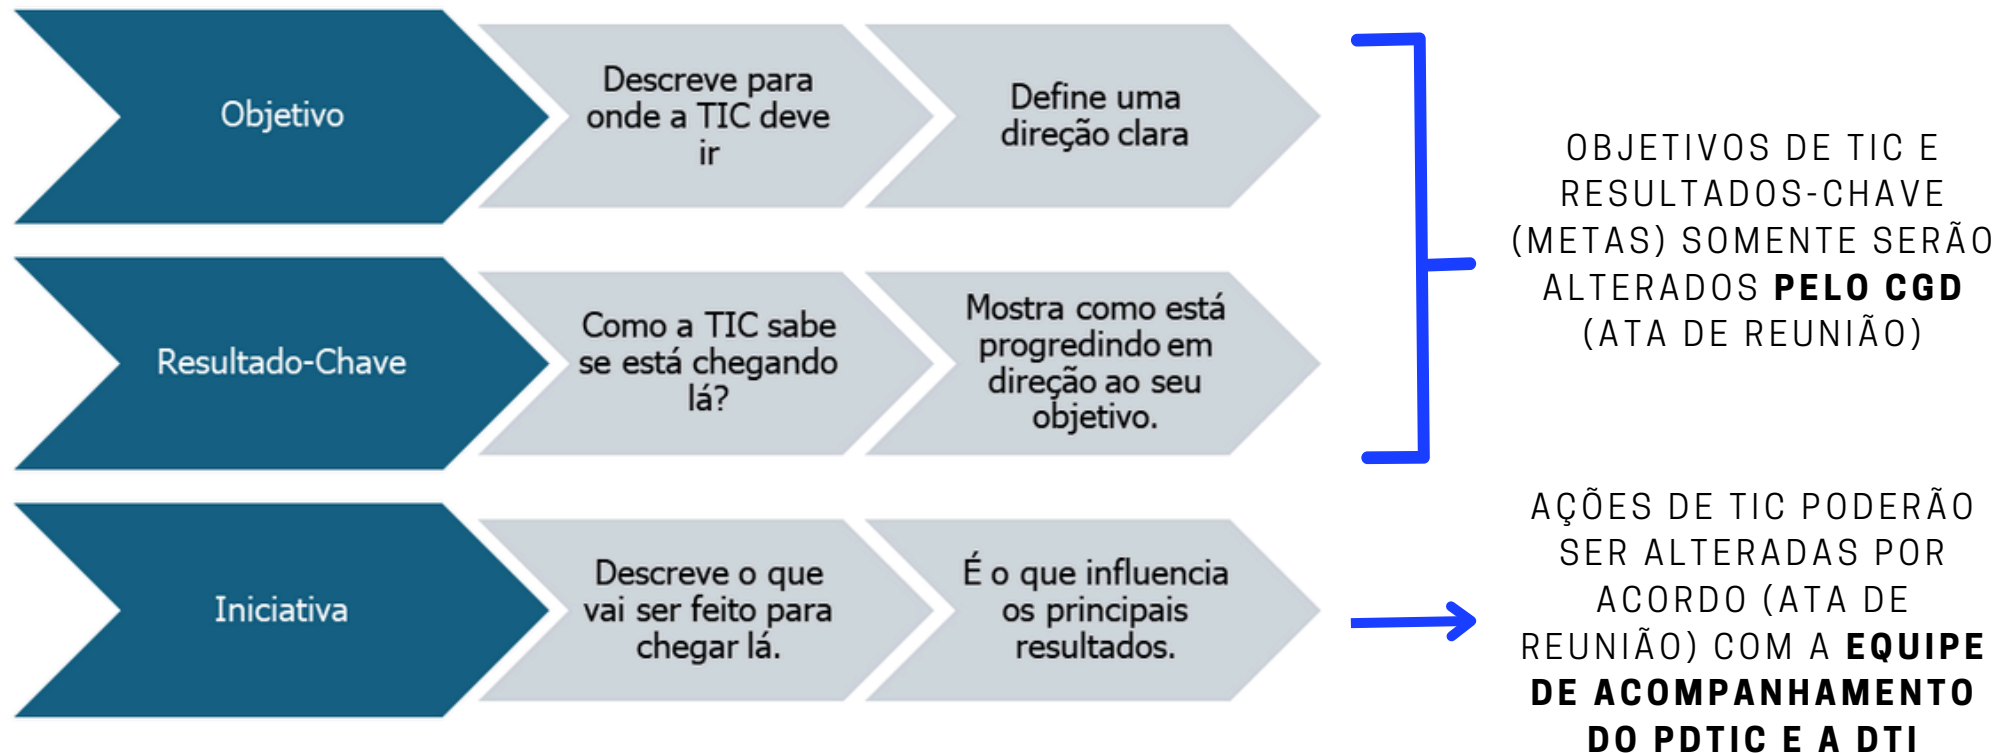 Objetivo
Descreve para
onde a TIC deve
ir
Define uma
direção clara
Resultado-Chave
Como a TIC sabe
se está chegando
lá?
Mostra como está
progredindo em
direção ao seu
objetivo.
Iniciativa
Descreve o que
vai ser feito para
chegar lá.
É o que influencia
os principais
resultados.
OBJETIVOS DE TIC E
RESULTADOS-CHAVE
(METAS) SOMENTE SERÃO
ALTERADOS PELO CGD
(ATA DE REUNIÃO)
AÇÕES DE TIC PODERÃO
SER ALTERADAS POR
ACORDO (ATA DE
REUNIÃO) COM A EQUIPE
DE ACOMPANHAMENTO
DO PDTIC E A DTI